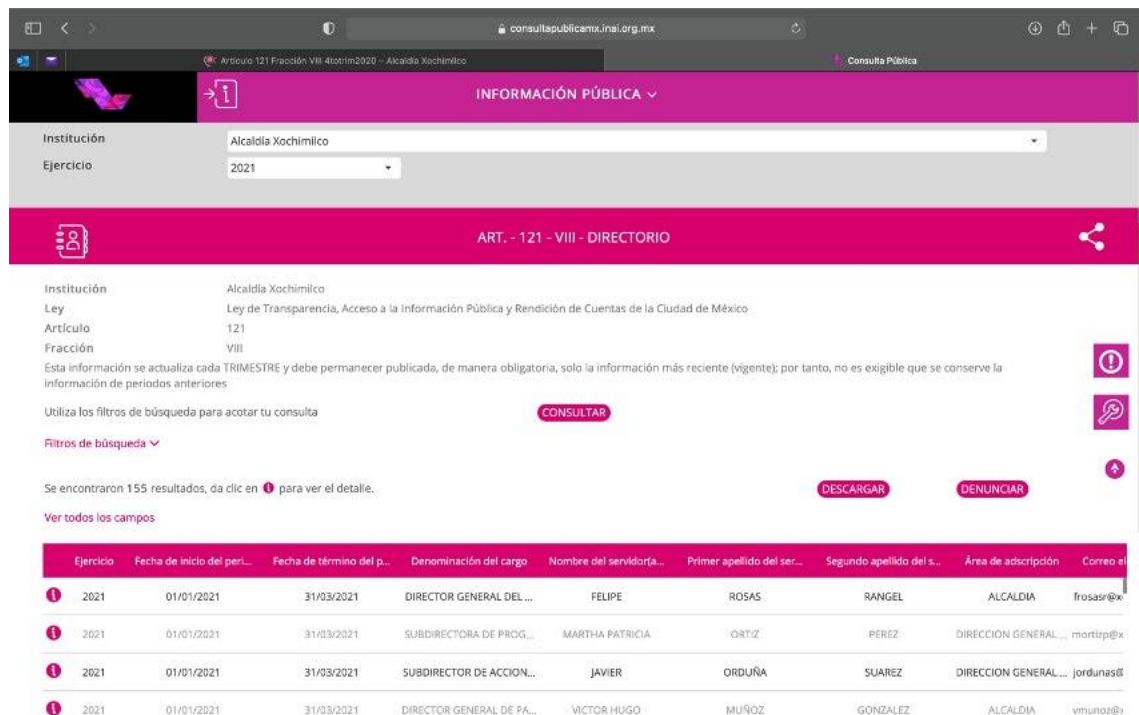 consultapublicamx.inai.org.mx
Artículo 121 Fracción VIII 4totrim2020 – Alcaldía Xochimilco
Consulta Pública
INFORMACIÓN PÚBLICA
Institución
Alcaldía Xochimilco
Ejercicio
2021
ART. - 121 - VIII - DIRECTORIO
Institución Alcaldía Xochimilco
Ley Ley de Transparencia, Acceso a la Información Pública y Rendición de Cuentas de la Ciudad de México
Artículo 121
Fracción VIII
Esta información se actualiza cada TRIMESTRE y debe permanecer publicada, de manera obligatoria, solo la información más reciente (vigente); por tanto, no es exigible que se conserve la
información de periodos anteriores
Utiliza los filtros de búsqueda para acotar tu consulta CONSULTAR
Filtros de búsqueda
Se encontraron 155 resultados, da clic en i para ver el detalle. DESCARGAR DENUNCIAR
Ver todos los campos
Ejercicio Fecha de inicio del peri... Fecha de término del p... Denominación del cargo Nombre del servidor(a... Primer apellido del ser... Segundo apellido del s... Área de adscripción Correo el
2021 01/01/2021 31/03/2021 DIRECTOR GENERAL DEL ... FELIPE ROSAS RANGEL ALCALDIA frosasr@x
2021 01/01/2021 31/03/2021 SUBDIRECTORA DE PROG... MARTHA PATRICIA ORTIZ PEREZ DIRECCION GENERAL ... mortizp@x
2021 01/01/2021 31/03/2021 SUBDIRECTOR DE ACCION... JAVIER ORDUÑA SUAREZ DIRECCION GENERAL ... jordunas@
2021 01/01/2021 31/03/2021 DIRECTOR GENERAL DE PA... VICTOR HUGO MUÑOZ GONZALEZ ALCALDIA vmunoz@